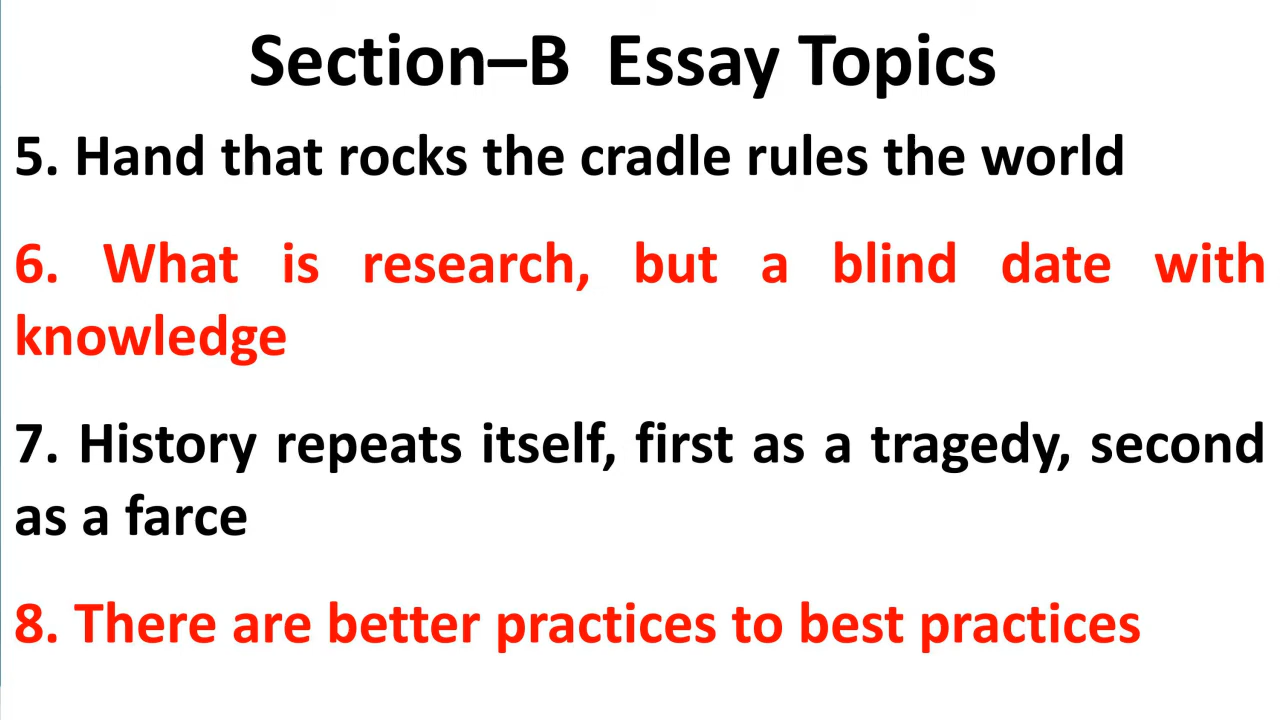 Section–B Essay Topics
5. Hand that rocks the cradle rules the world
6. What is research, but a blind date with
knowledge
7. History repeats itself, first as a tragedy, second
as a farce
8. There are better practices to best practices